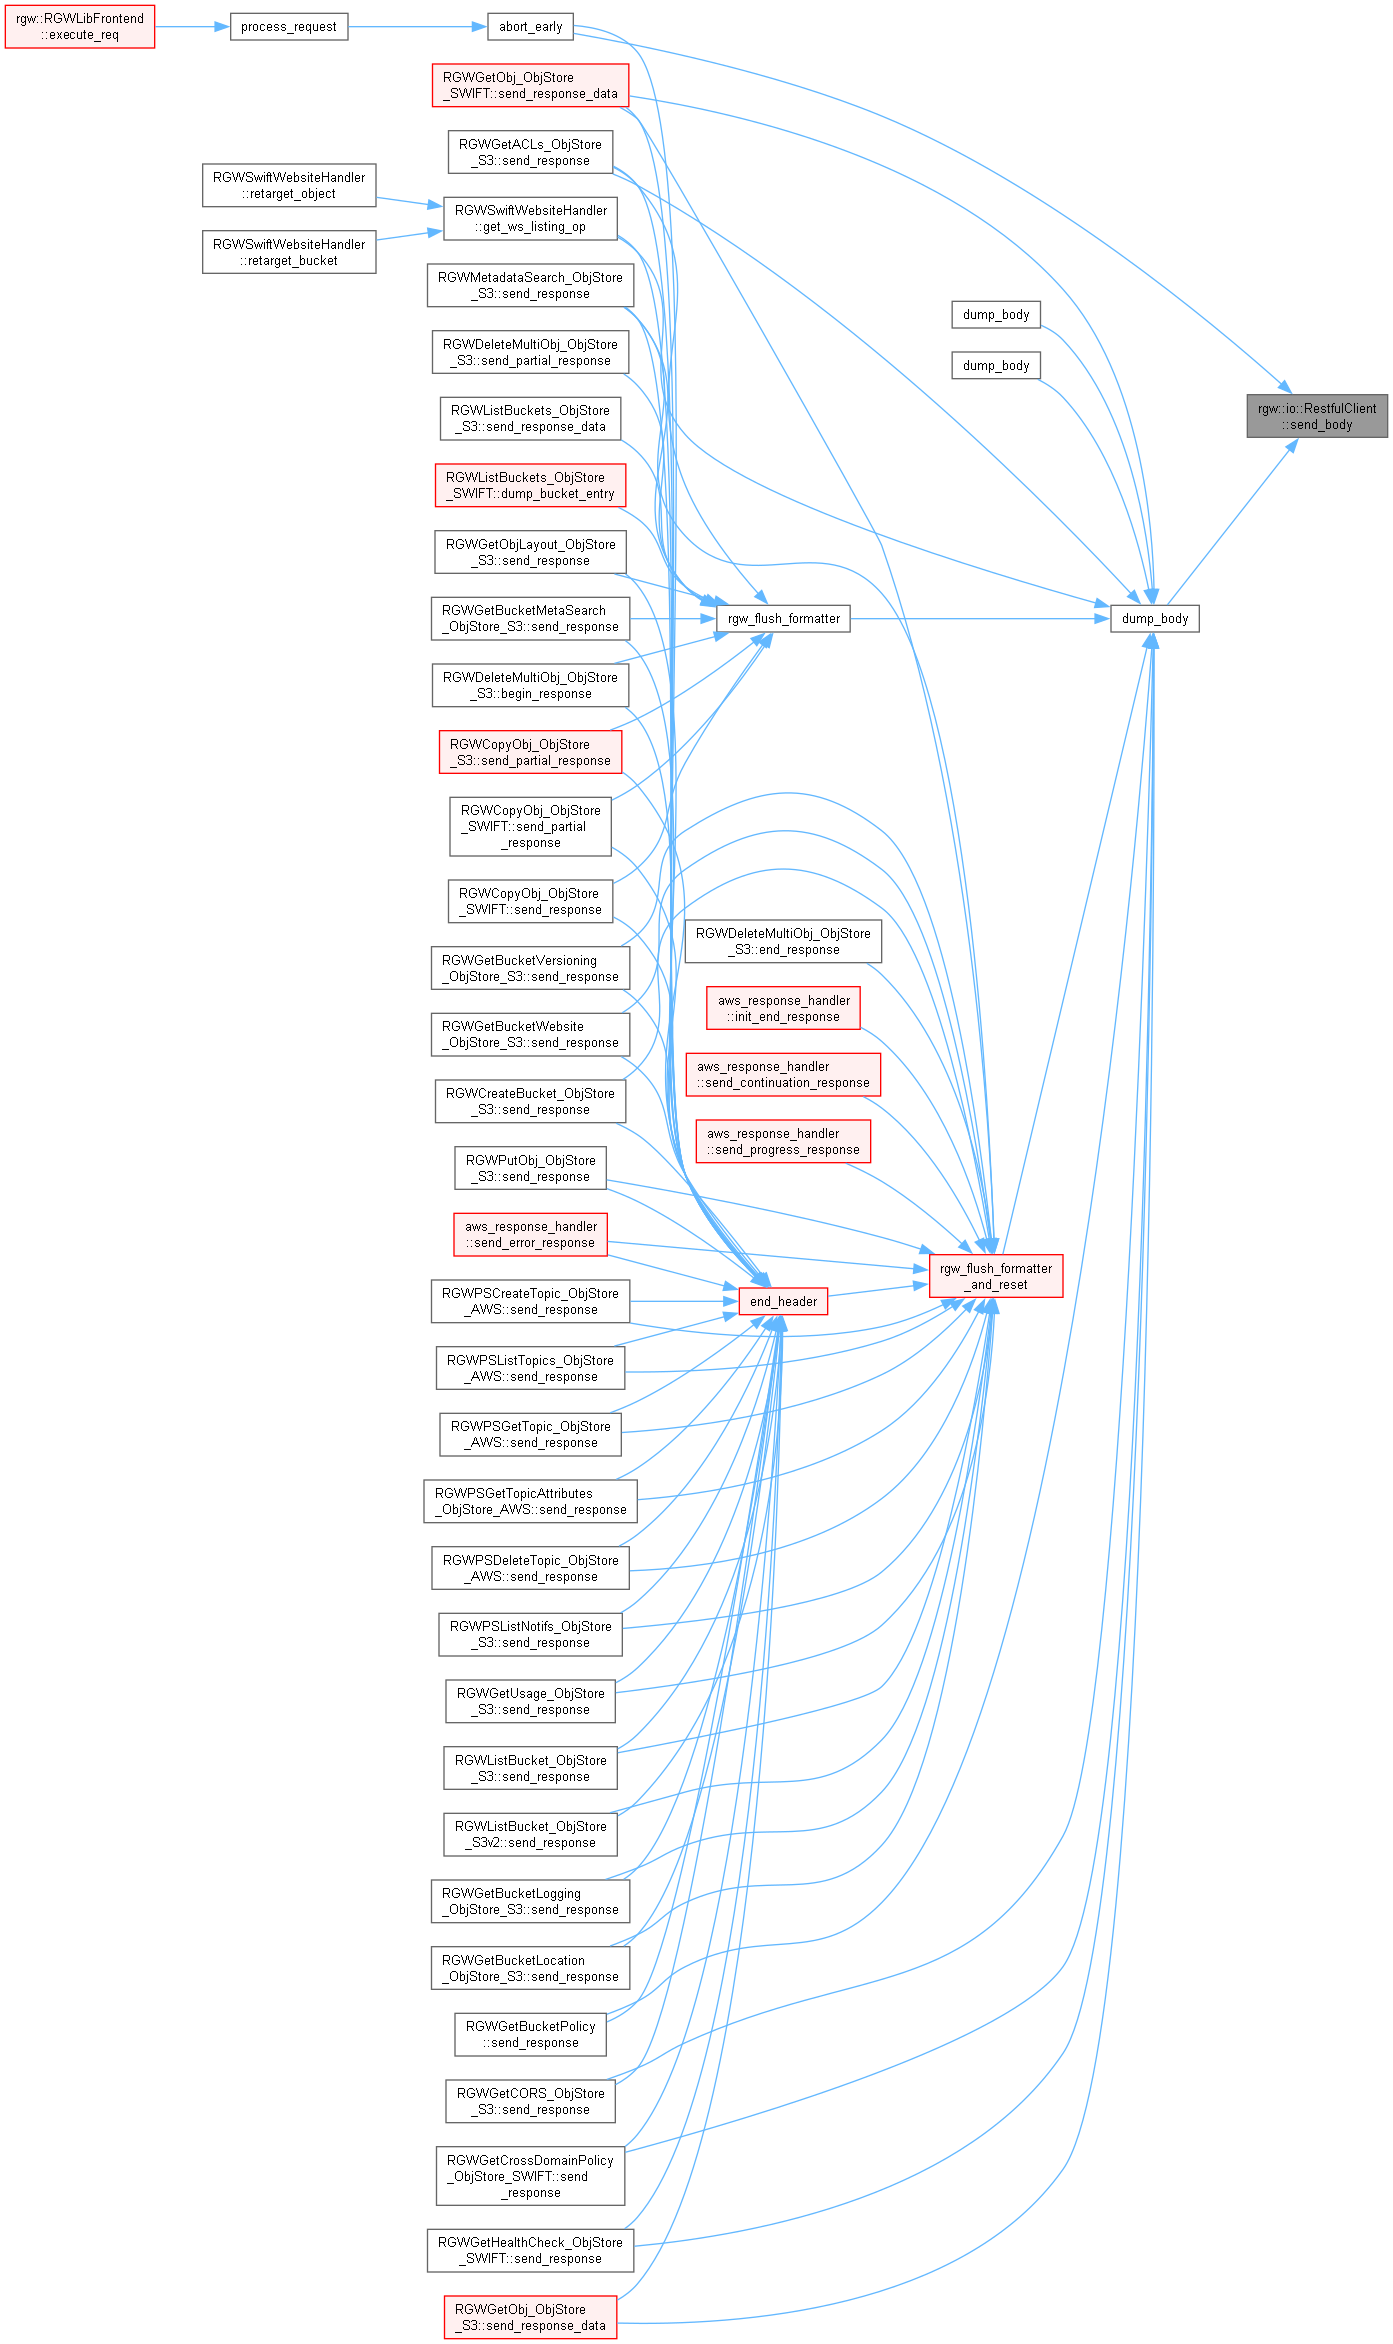 rgw::RGWLibFrontend
::execute_req
process_request
abort_early
RGWGetObj_ObjStore
_SWIFT::send_response_data
RGWGetACLs_ObjStore
_S3::send_response
RGWSwiftWebsiteHandler
::retarget_object
RGWSwiftWebsiteHandler
::get_ws_listing_op
RGWSwiftWebsiteHandler
::retarget_bucket
RGWMetadataSearch_ObjStore
_S3::send_response
dump_body
RGWDeleteMultiObj_ObjStore
_S3::send_partial_response
dump_body
RGWListBuckets_ObjStore
_S3::send_response_data
rgw::io::RestfulClient
::send_body
RGWListBuckets_ObjStore
_SWIFT::dump_bucket_entry
RGWGetObjLayout_ObjStore
_S3::send_response
RGWGetBucketMetaSearch
_ObjStore_S3::send_response
rgw_flush_formatter
dump_body
RGWDeleteMultiObj_ObjStore
_S3::begin_response
RGWCopyObj_ObjStore
_S3::send_partial_response
RGWCopyObj_ObjStore
_SWIFT::send_partial
_response
RGWCopyObj_ObjStore
_SWIFT::send_response
RGWDeleteMultiObj_ObjStore
_S3::end_response
RGWGetBucketVersioning
_ObjStore_S3::send_response
aws_response_handler
::init_end_response
RGWGetBucketWebsite
_ObjStore_S3::send_response
aws_response_handler
::send_continuation_response
RGWCreateBucket_ObjStore
_S3::send_response
aws_response_handler
::send_progress_response
RGWPutObj_ObjStore
_S3::send_response
aws_response_handler
::send_error_response
rgw_flush_formatter
_and_reset
RGWPSCreateTopic_ObjStore
_AWS::send_response
end_header
RGWPSListTopics_ObjStore
_AWS::send_response
RGWPSGetTopic_ObjStore
_AWS::send_response
RGWPSGetTopicAttributes
_ObjStore_AWS::send_response
RGWPSDeleteTopic_ObjStore
_AWS::send_response
RGWPSListNotifs_ObjStore
_S3::send_response
RGWGetUsage_ObjStore
_S3::send_response
RGWListBucket_ObjStore
_S3::send_response
RGWListBucket_ObjStore
_S3v2::send_response
RGWGetBucketLogging
_ObjStore_S3::send_response
RGWGetBucketLocation
_ObjStore_S3::send_response
RGWGetBucketPolicy
::send_response
RGWGetCORS_ObjStore
_S3::send_response
RGWGetCrossDomainPolicy
_ObjStore_SWIFT::send
_response
RGWGetHealthCheck_ObjStore
_SWIFT::send_response
RGWGetObj_ObjStore
_S3::send_response_data